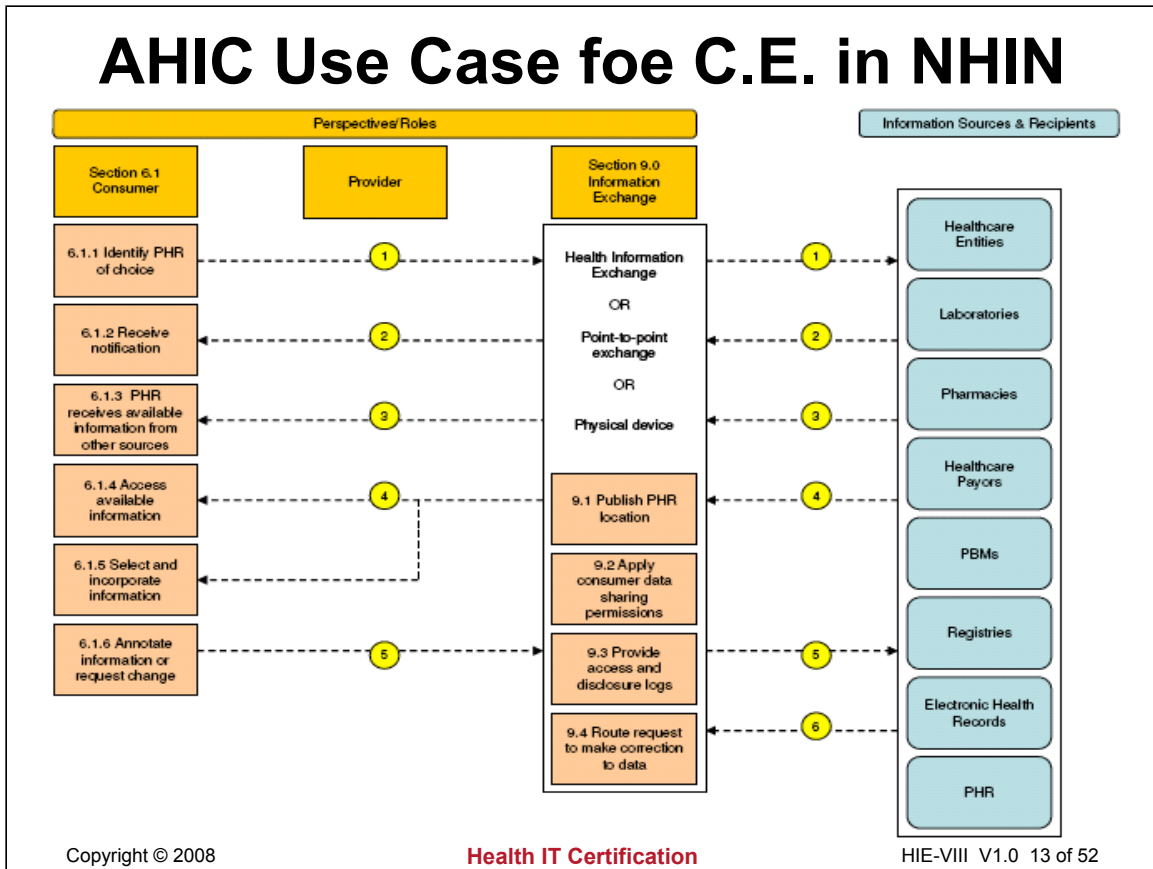 AHIC Use Case foe C.E. in NHIN
Perspectives/Roles
Information Sources & Recipients
Section 6.1
Consumer
Provider
Section 9.0
Information
Exchange
6.1.1 Identify PHR
of choice
1
Health Information
Exchange
1
OR
6.1.2 Receive
notification
2
Point-to-point
exchange
2
OR
6.1.3 PHR
receives available
information from
other sources
3
Physical device
3
6.1.4 Access
available
information
4
9.1 Publish PHR
location
4
6.1.5 Select and
incorporate
information
9.2 Apply
consumer data
sharing
permissions
6.1.6 Annotate
information or
request change
5
9.3 Provide
access and
disclosure logs
5
9.4 Route request
to make correction
to data
6
Healthcare
Entities
Laboratories
Pharmacies
Healthcare
Payors
PBMs
Registries
Electronic Health
Records
PHR
Copyright © 2008
Health IT Certification
HIE-VIII V1.0 13 of 52